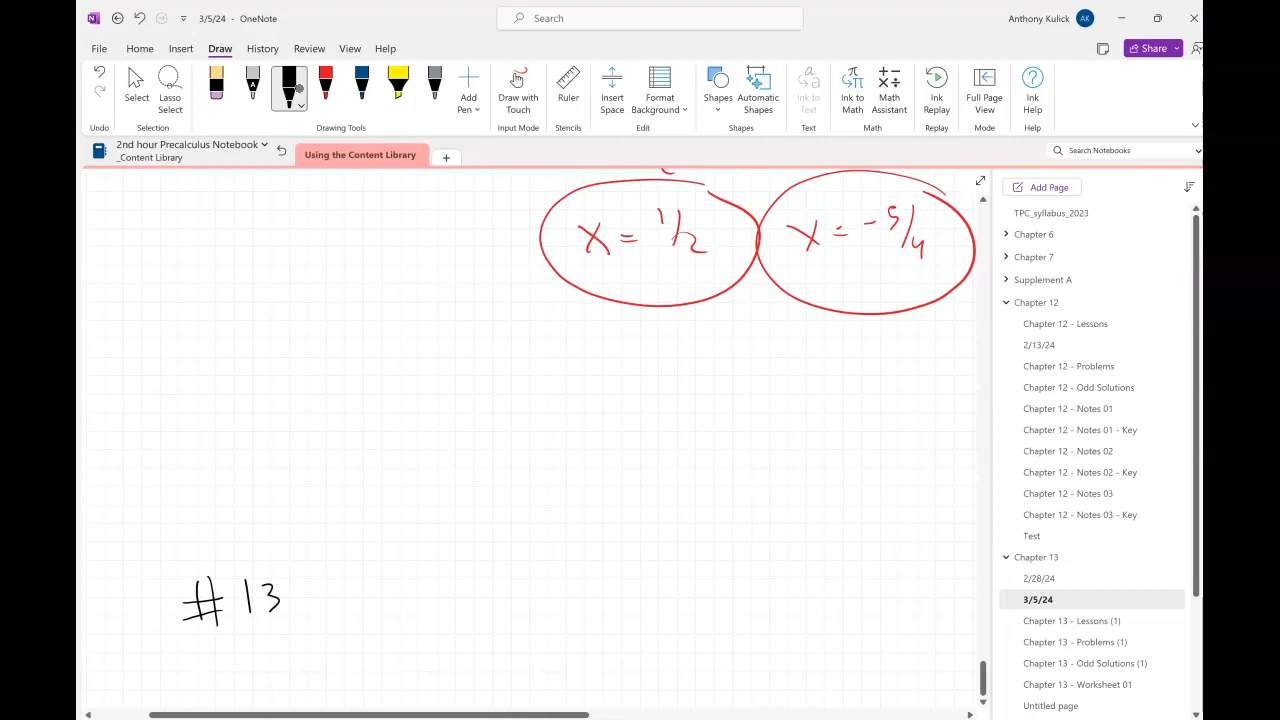 3/5/24 - OneNote
Search
Anthony Kulick AK
File Home Insert Draw History Review View Help
Share
Undo
Select Lasso Select
Selection
Add Pen
Drawing Tools
Draw with Touch
Input Mode
Ruler
Stencils
Insert Space Format Background
Edit
Shapes Automatic Shapes
Shapes
Ink to Text
Text
Ink to Math Math Assistant
Math
Ink Replay
Replay
Full Page View
Mode
Ink Help
Help
2nd hour Precalculus Notebook
_Content Library
Using the Content Library
+
Search Notebooks
x = 1/2 x = -5/4
# 13
Add Page
TPC_syllabus_2023
Chapter 6
Chapter 7
Supplement A
Chapter 12
Chapter 12 - Lessons
2/13/24
Chapter 12 - Problems
Chapter 12 - Odd Solutions
Chapter 12 - Notes 01
Chapter 12 - Notes 01 - Key
Chapter 12 - Notes 02
Chapter 12 - Notes 02 - Key
Chapter 12 - Notes 03
Chapter 12 - Notes 03 - Key
Test
Chapter 13
2/28/24
3/5/24
Chapter 13 - Lessons (1)
Chapter 13 - Problems (1)
Chapter 13 - Odd Solutions (1)
Chapter 13 - Worksheet 01
Untitled page